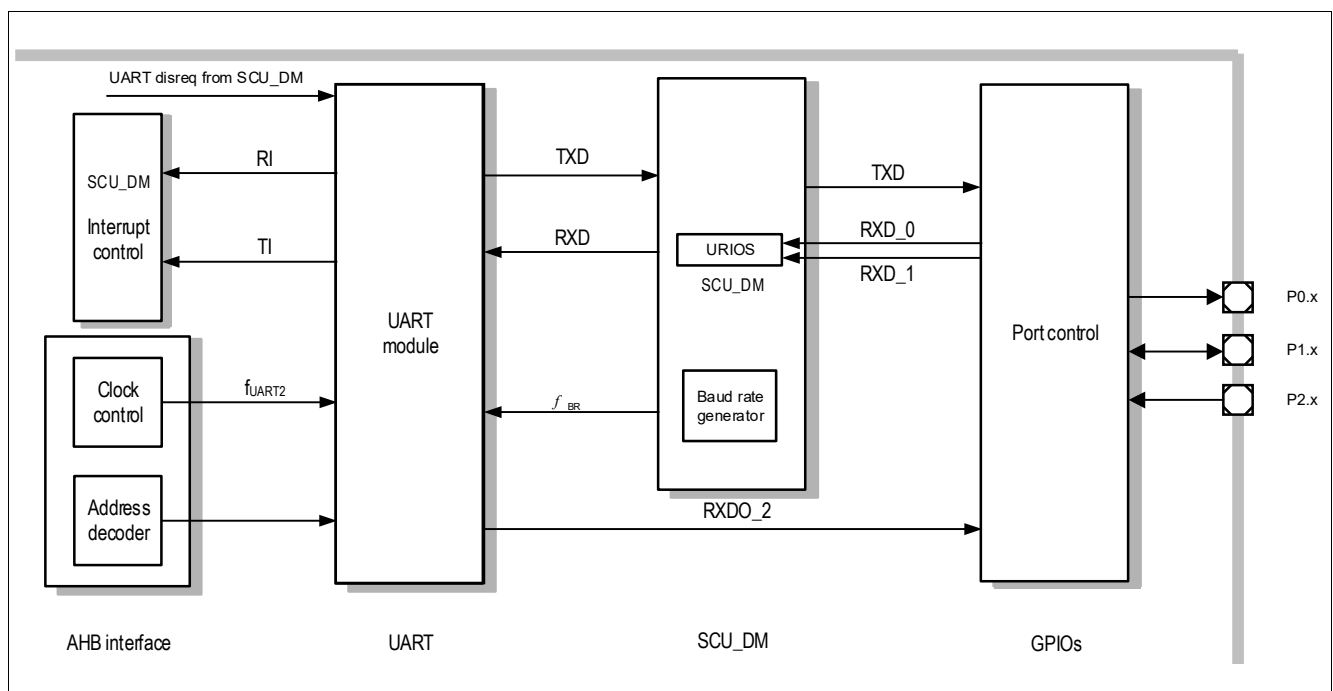 UART disreq from SCU_DM
SCU_DM
Interrupt
control
RI
TI
Clock
control
Address
decoder
fUART2
UART
module
TXD
RXD
f BR
RXDO_2
URIOS
SCU_DM
Baud rate
generator
TXD
RXD_0
RXD_1
Port control
P0.x
P1.x
P2.x
AHB interface
UART
SCU_DM
GPIOs